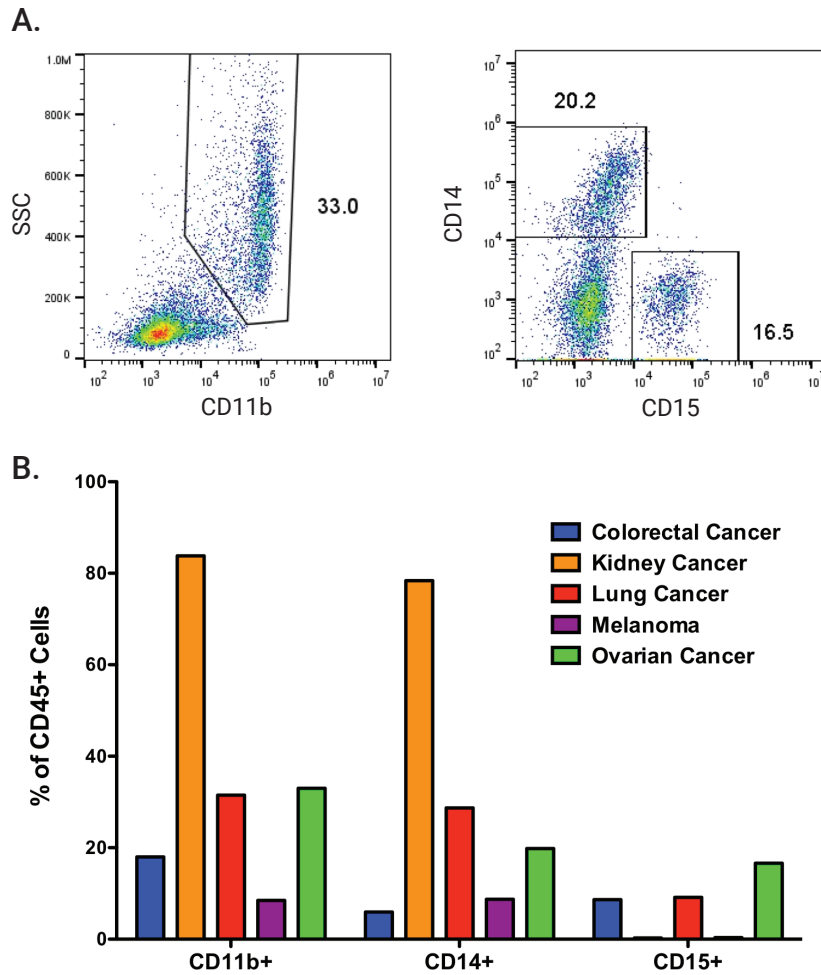 A.
SSC
1.0M
800K
600K
400K
200K
0
33.0
10^2 10^3 10^4 10^5 10^6 10^7
CD11b
CD14
10^7
10^6
10^5
10^4
10^3
10^2
20.2
16.5
10^2 10^3 10^4 10^5 10^6 10^7
CD15
B.
% of CD45+ Cells
100
80
60
40
20
0
Colorectal Cancer
Kidney Cancer
Lung Cancer
Melanoma
Ovarian Cancer
CD11b+ CD14+ CD15+